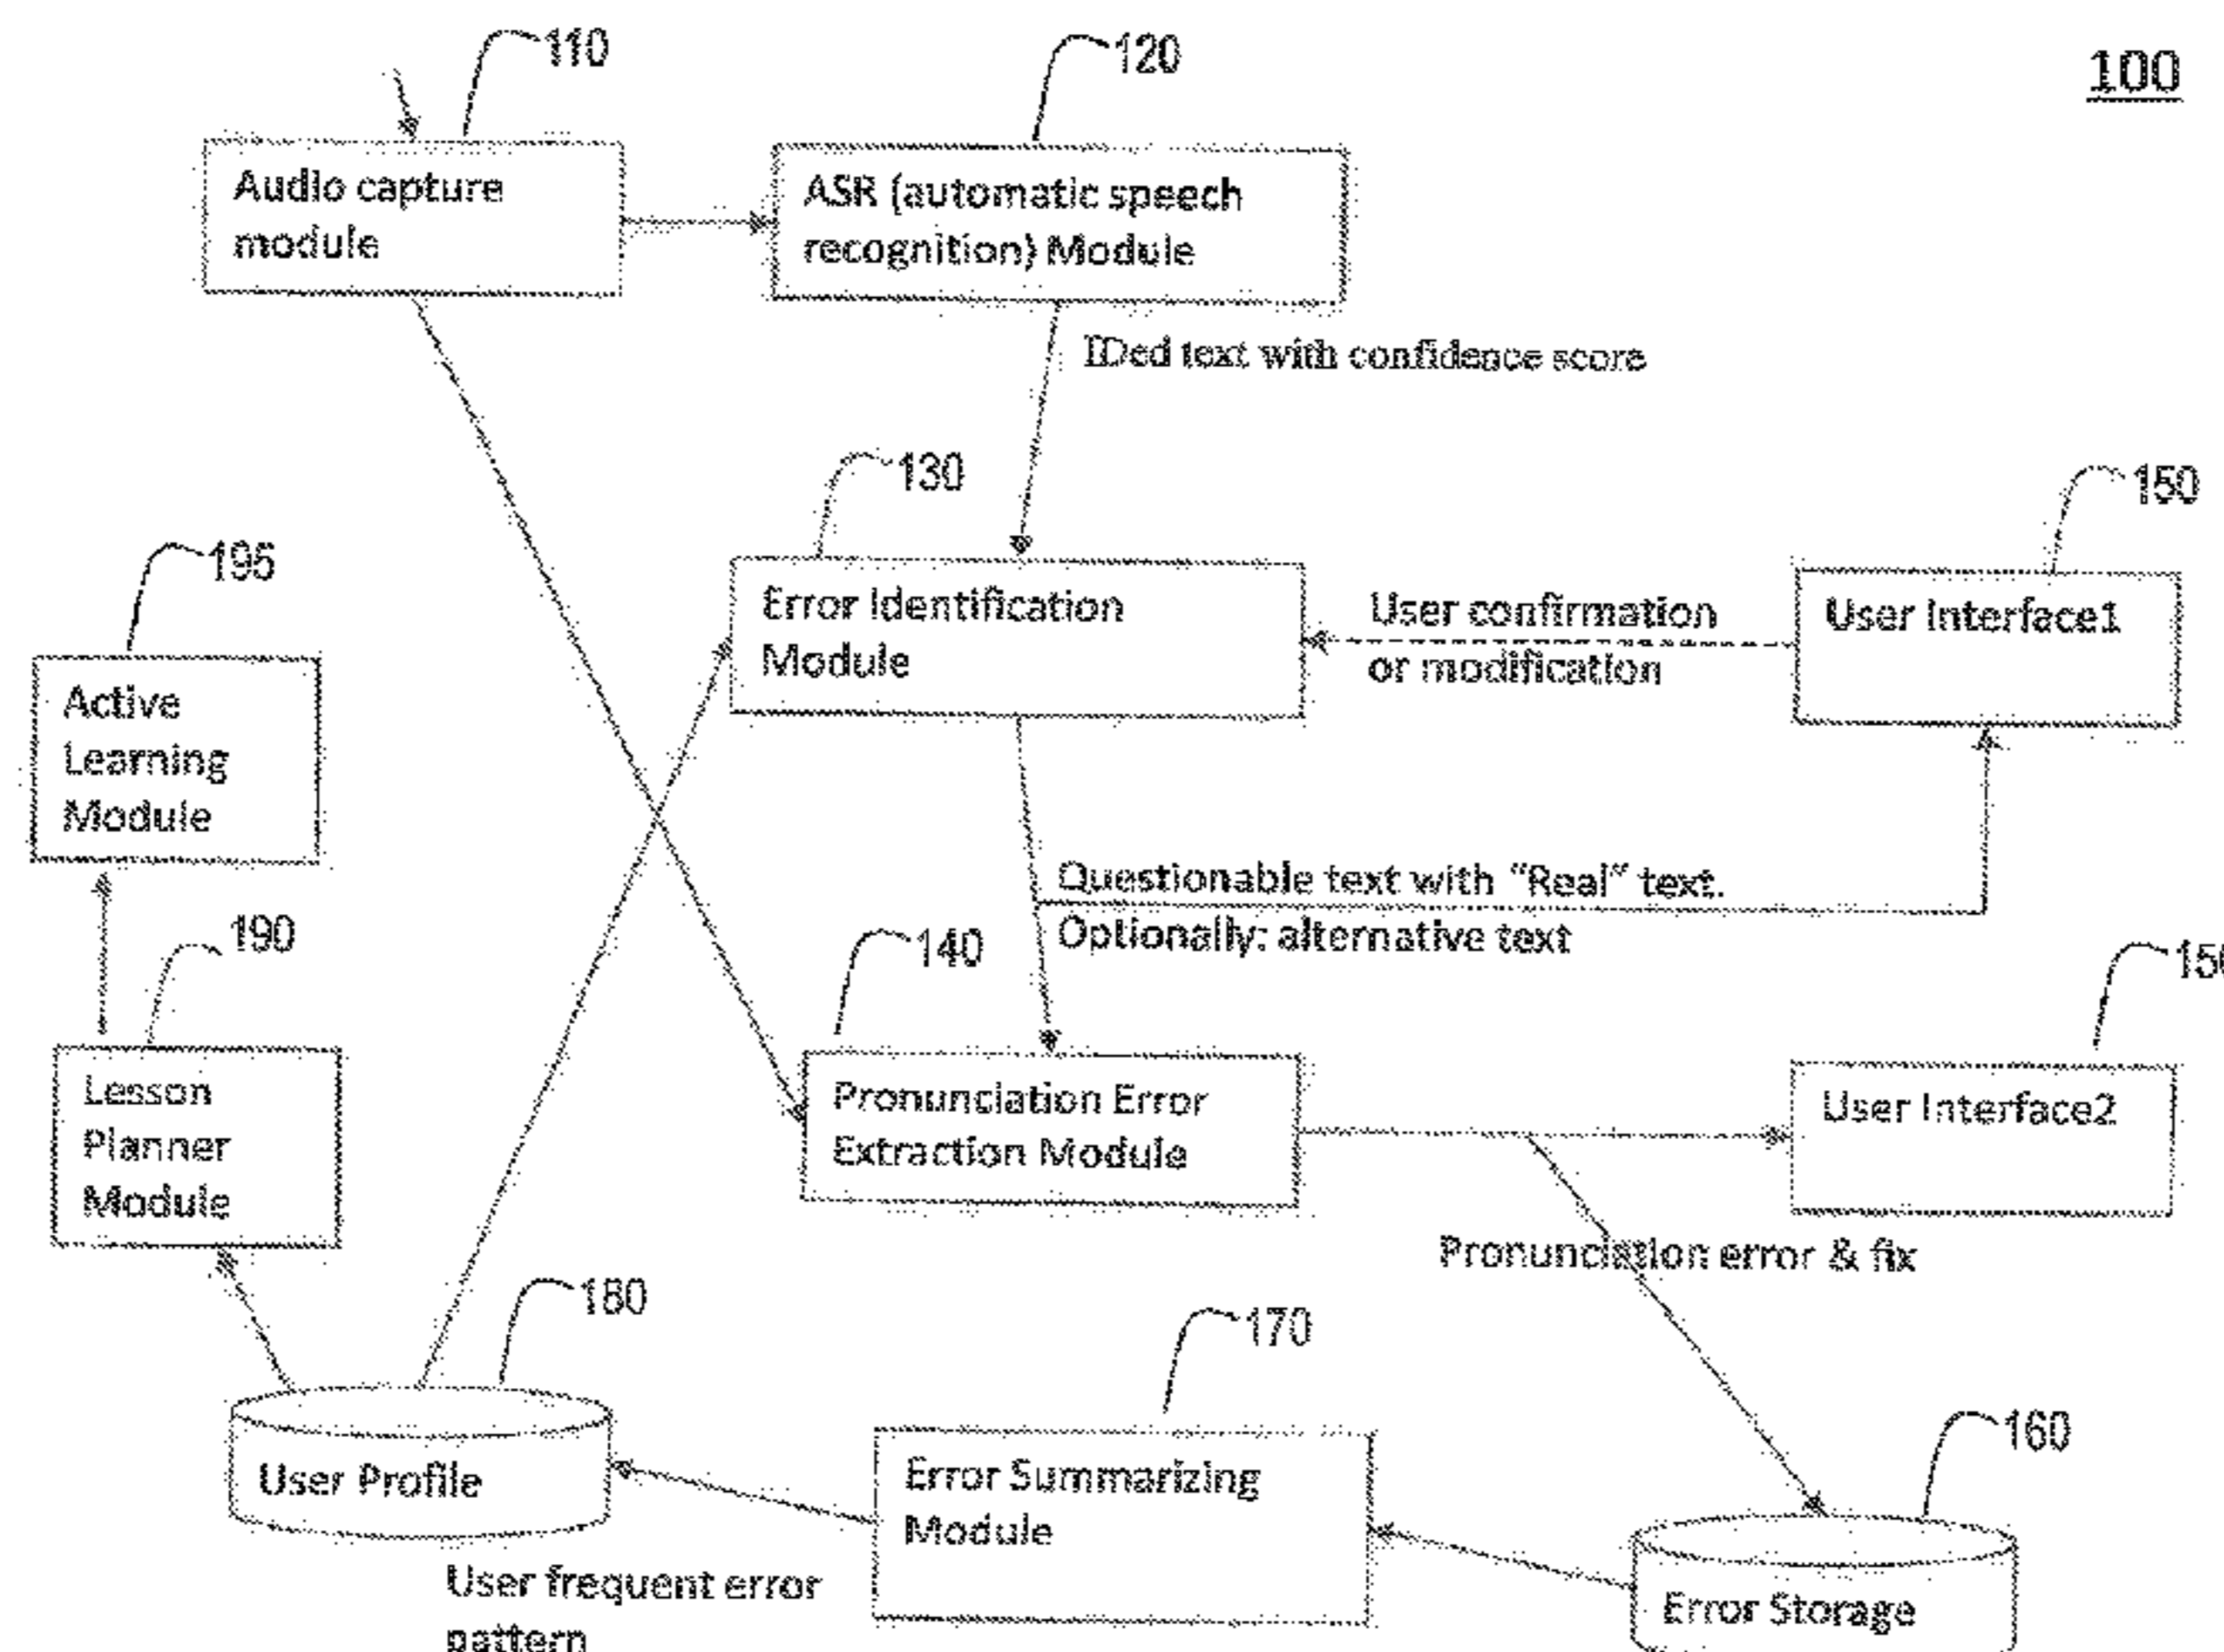 110
120
100
Audio capture
module
ASR (automatic speech
recognition) Module
IDed text with confidence score
130
150
195
Error Identification
Module
User confirmation
or modification
User Interface1
Active
Learning
Module
Questionable text with "Real" text.
Optionally: alternative text
190
140
Lesson
Planner
Module
Pronunciation Error
Extraction Module
User Interface2
Pronunciation error & fix
180
170
160
User Profile
Error Summarizing
Module
Error Storage
User frequent error
pattern